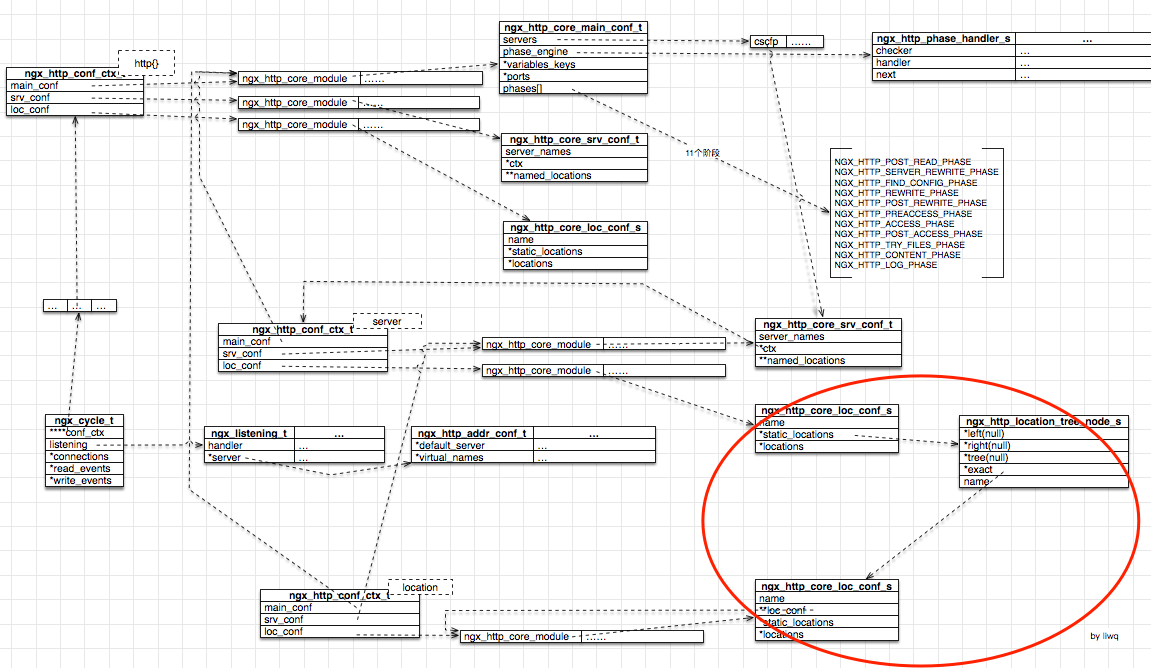 ngx_http_core_main_conf_t
servers
phase_engine
*variables_keys
*ports
phases[]
cscfp ......
ngx_http_phase_handler_s ...
checker ...
handler ...
next ...
http{}
ngx_http_conf_ctx_
main_conf
srv_conf
loc_conf
ngx_http_core_module ......
ngx_http_core_module ......
ngx_http_core_module ......
ngx_http_core_srv_conf_t
server_names
*ctx
**named_locations
11个阶段
NGX_HTTP_POST_READ_PHASE
NGX_HTTP_SERVER_REWRITE_PHASE
NGX_HTTP_FIND_CONFIG_PHASE
NGX_HTTP_REWRITE_PHASE
NGX_HTTP_POST_REWRITE_PHASE
NGX_HTTP_PREACCESS_PHASE
NGX_HTTP_ACCESS_PHASE
NGX_HTTP_POST_ACCESS_PHASE
NGX_HTTP_TRY_FILES_PHASE
NGX_HTTP_CONTENT_PHASE
NGX_HTTP_LOG_PHASE
ngx_http_core_loc_conf_s
name
*static_locations
*locations
... ... ...
server
ngx_http_conf_ctx_t
main_conf
srv_conf
loc_conf
ngx_http_core_module ......
ngx_http_core_module ......
ngx_http_core_srv_conf_t
server_names
*ctx
**named_locations
ngx_cycle_t
****conf_ctx
listening
*connections
*read_events
*write_events
ngx_listening_t ...
handler ...
*server ...
ngx_http_addr_conf_t ...
*default_server ...
*virtual_names ...
ngx_http_core_loc_conf_s
name
*static_locations
*locations
ngx_http_location_tree_node_s
*left(null)
*right(null)
*tree(null)
*exact
name
location
ngx_http_conf_ctx_t
main_conf
srv_conf
loc_conf
ngx_http_core_module ......
ngx_http_core_loc_conf_s
name
**loc_conf
*static_locations
*locations
by liwq